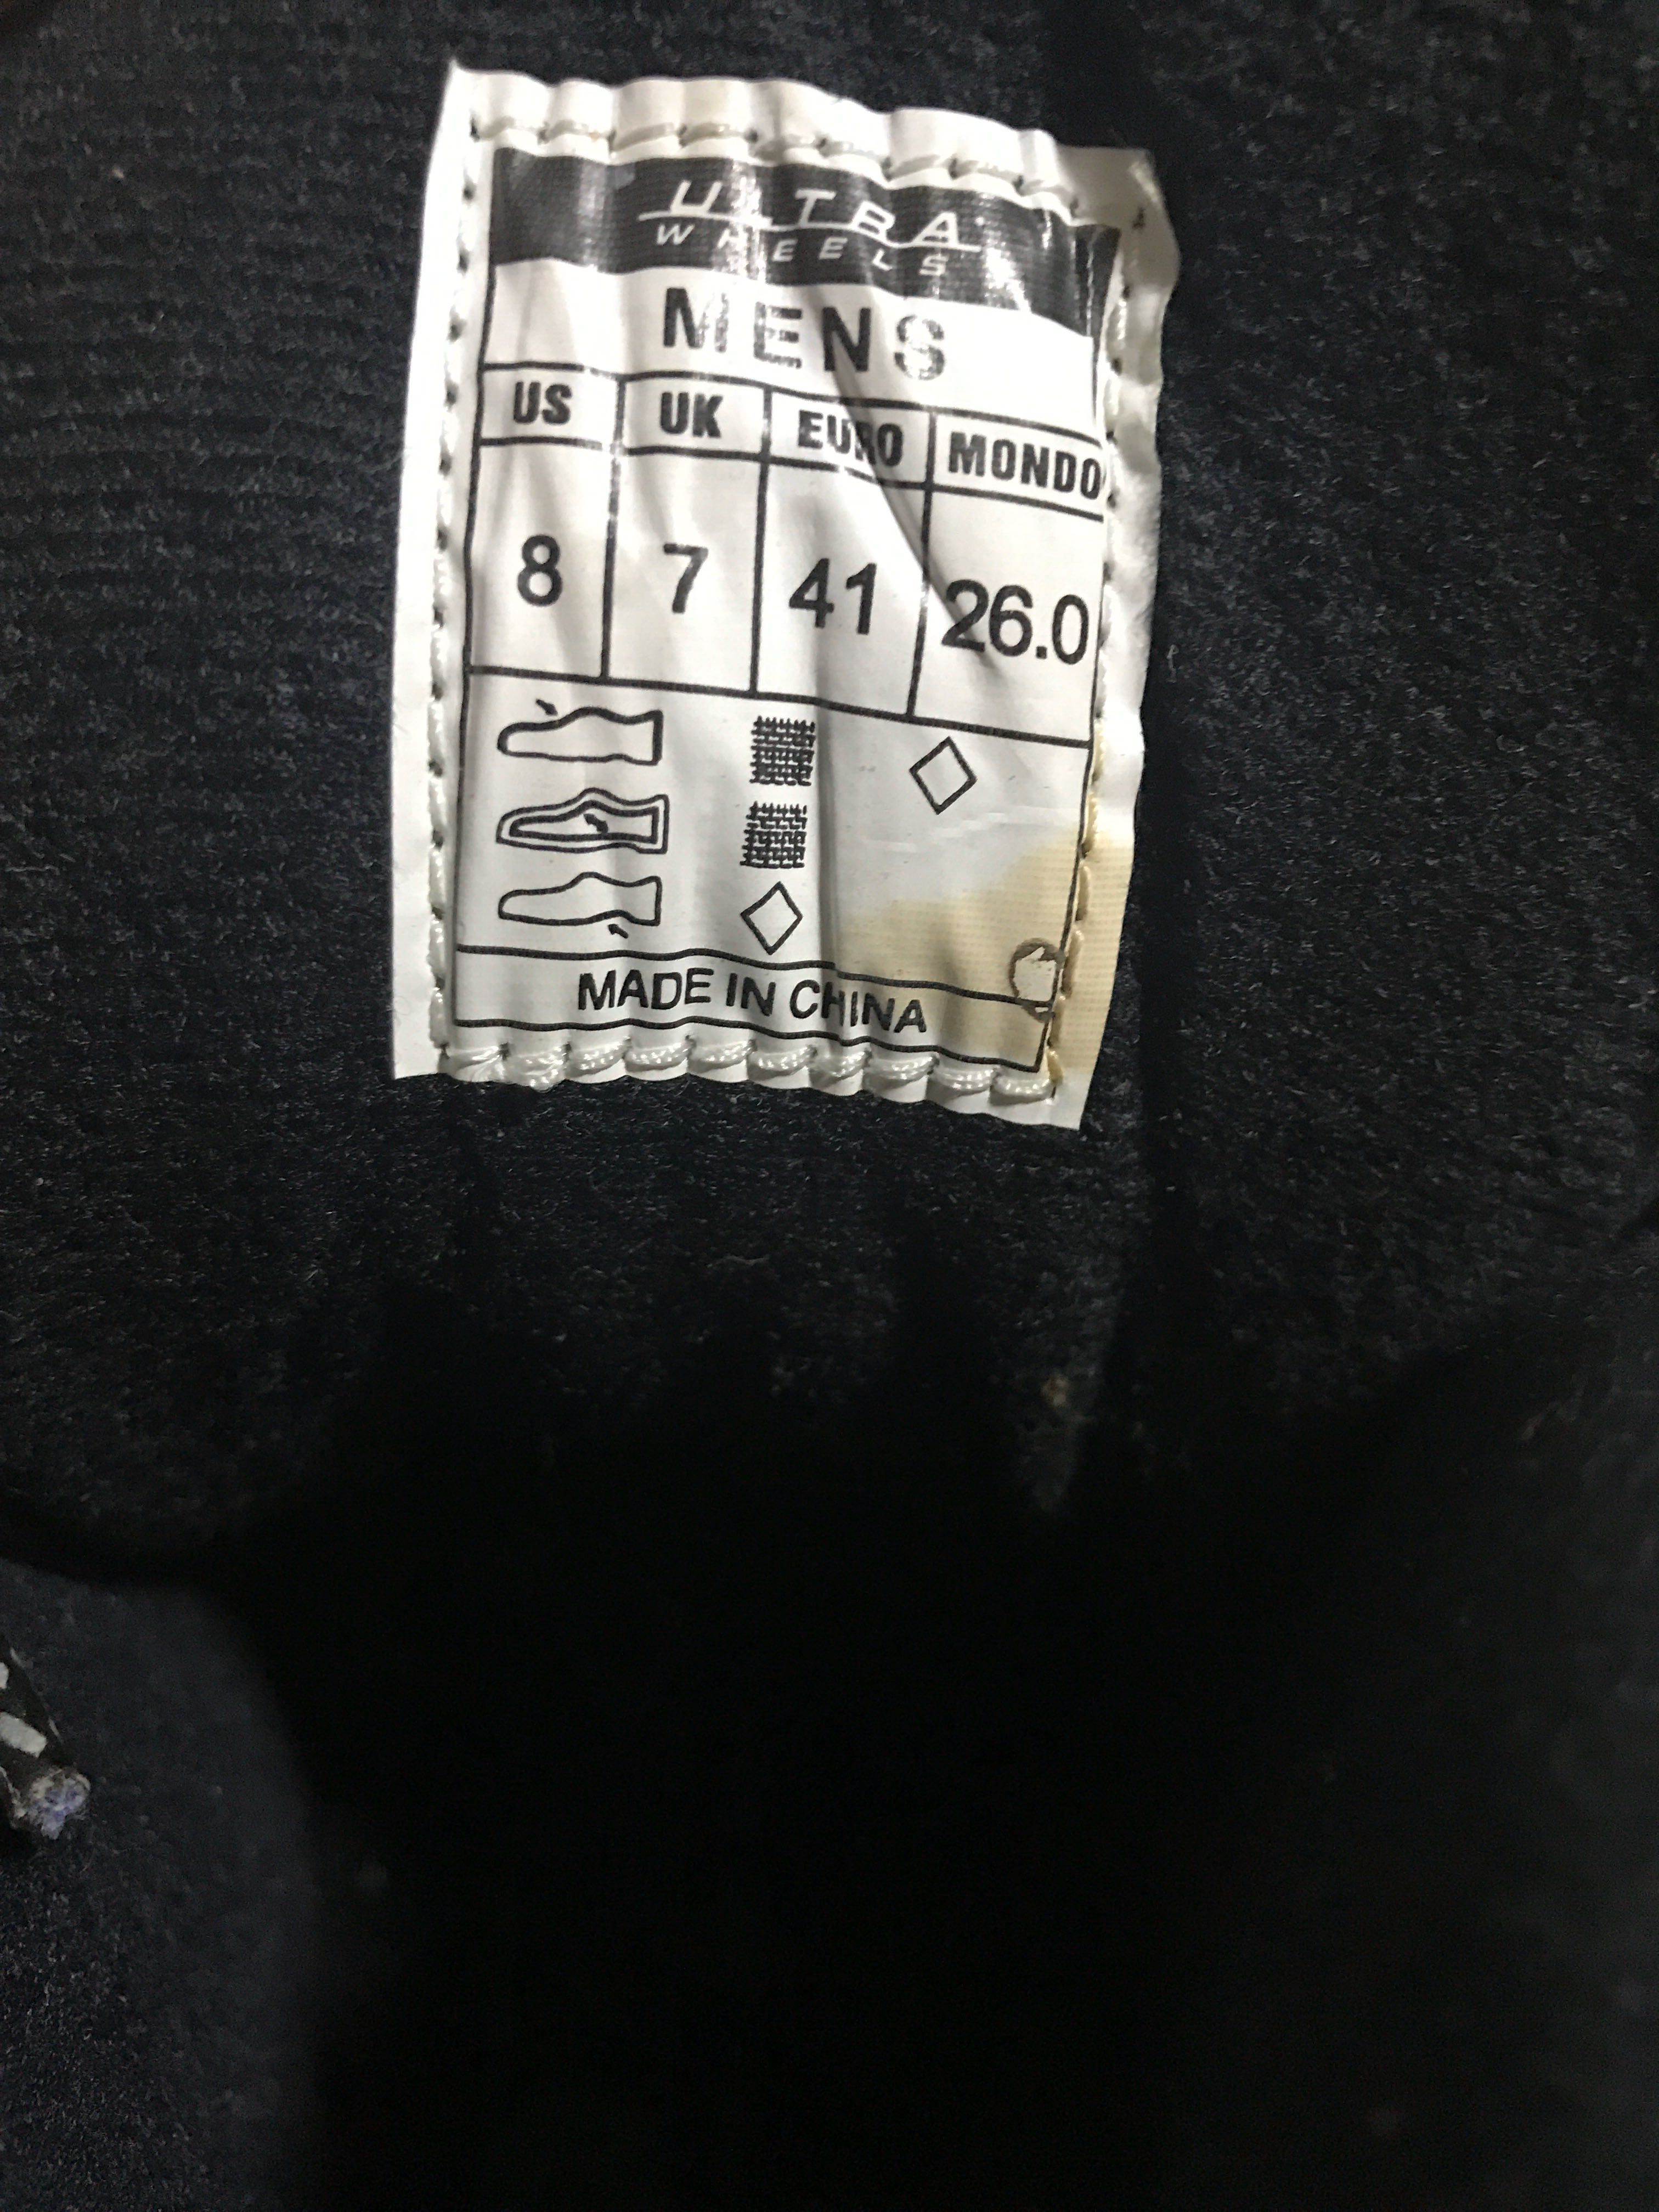 ULTRA
WHEELS
MENS
US UK EURO MONDO
8 7 41 26.0
MADE IN CHINA